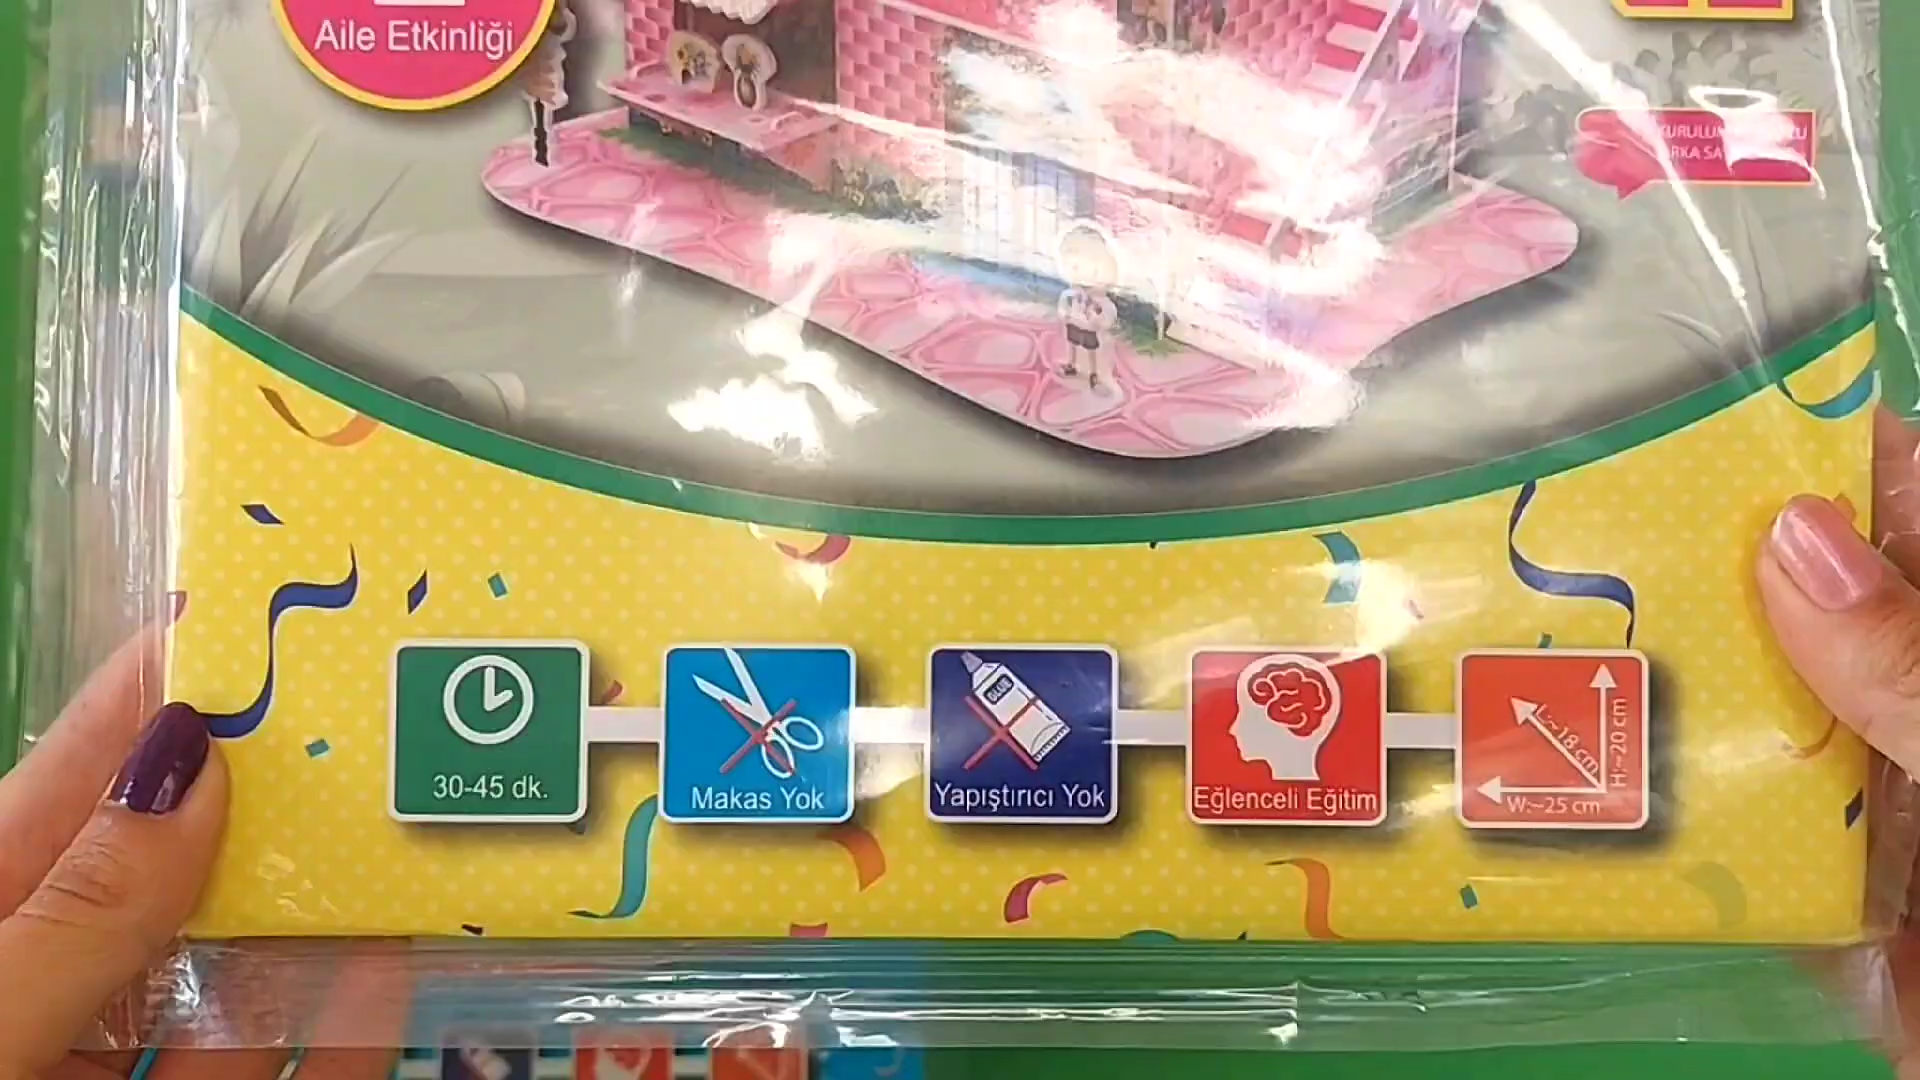 Aile Etkinliği
30-45 dk.
Makas Yok
GLUE
Yapıştırıcı Yok
Eğlenceli Eğitim
L:~18 cm
H:~20 cm
W:~25 cm